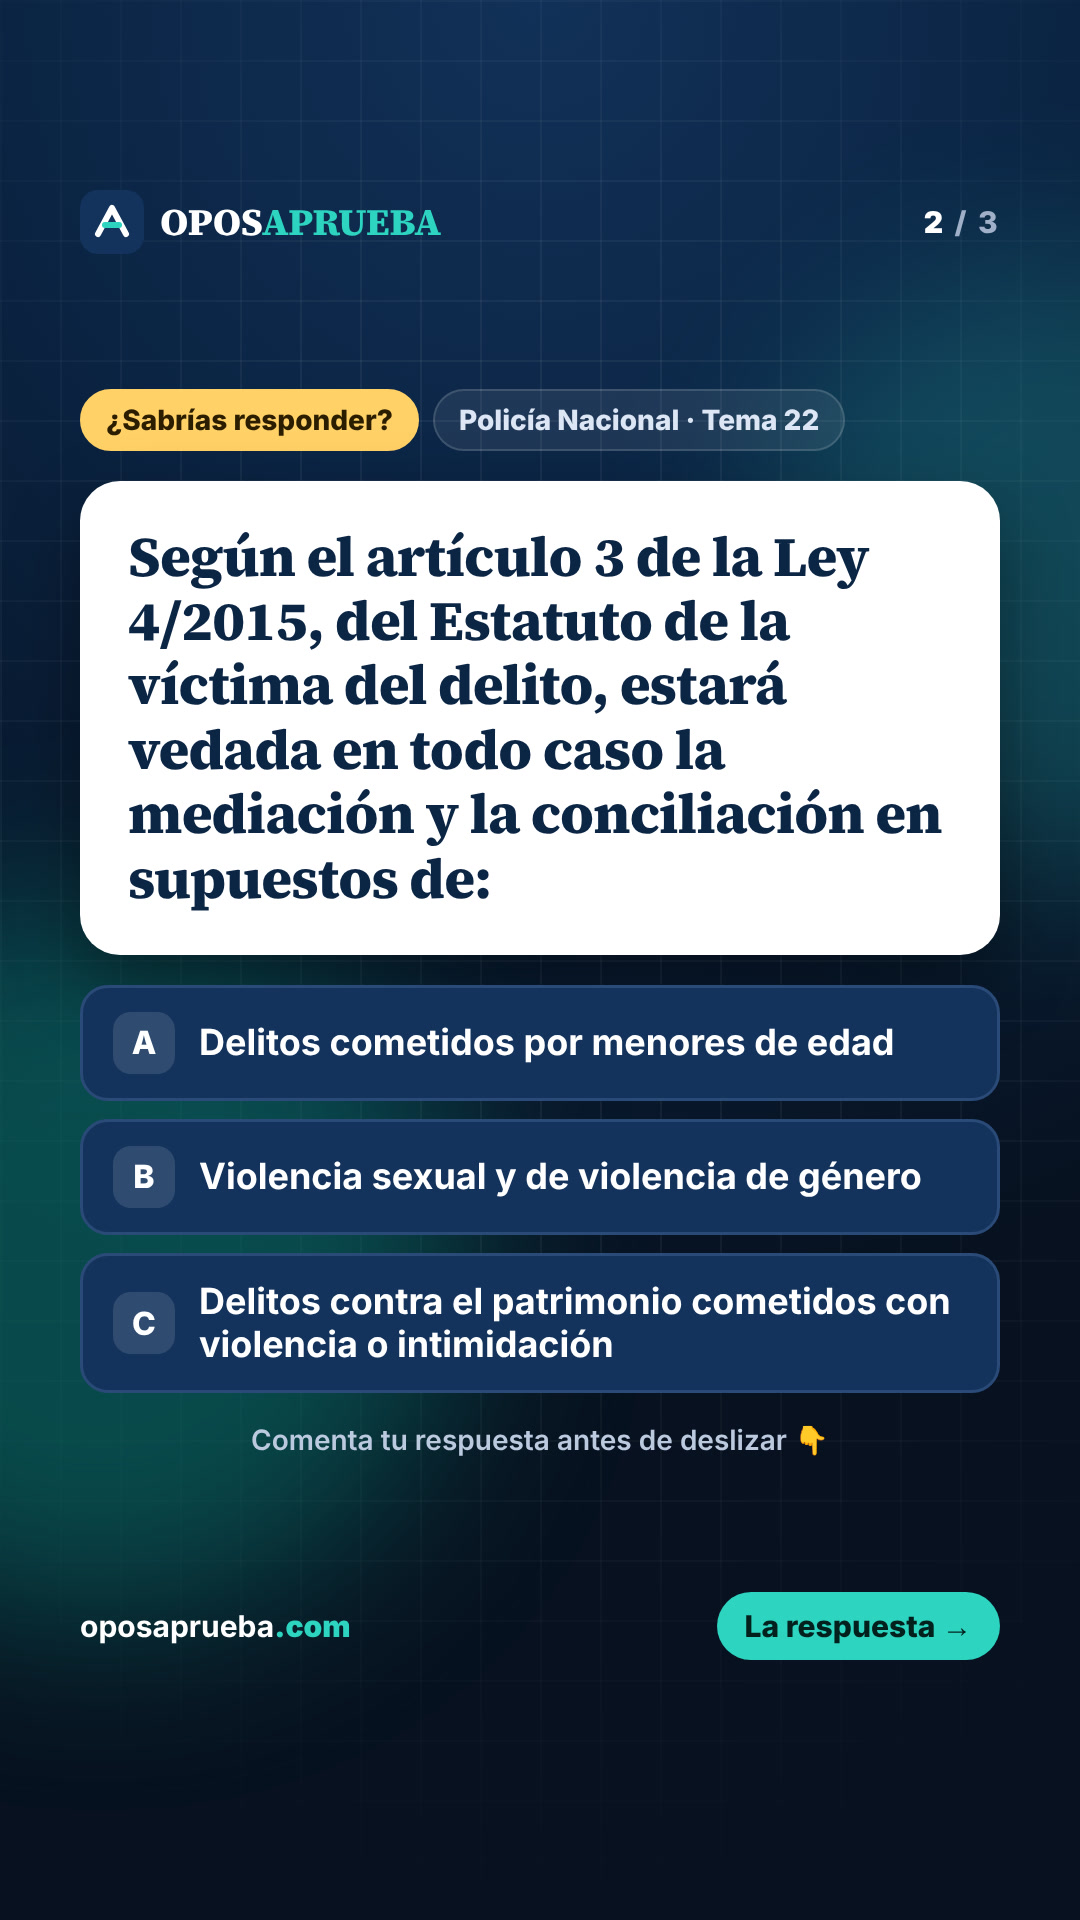 OPOSAPRUEBA
2 / 3
¿Sabrías responder?
Policía Nacional · Tema 22
Según el artículo 3 de la Ley
4/2015, del Estatuto de la
víctima del delito, estará
vedada en todo caso la
mediación y la conciliación en
supuestos de:
A Delitos cometidos por menores de edad
B Violencia sexual y de violencia de género
C Delitos contra el patrimonio cometidos con
violencia o intimidación
Comenta tu respuesta antes de deslizar 👇
oposaprueba.com
La respuesta →